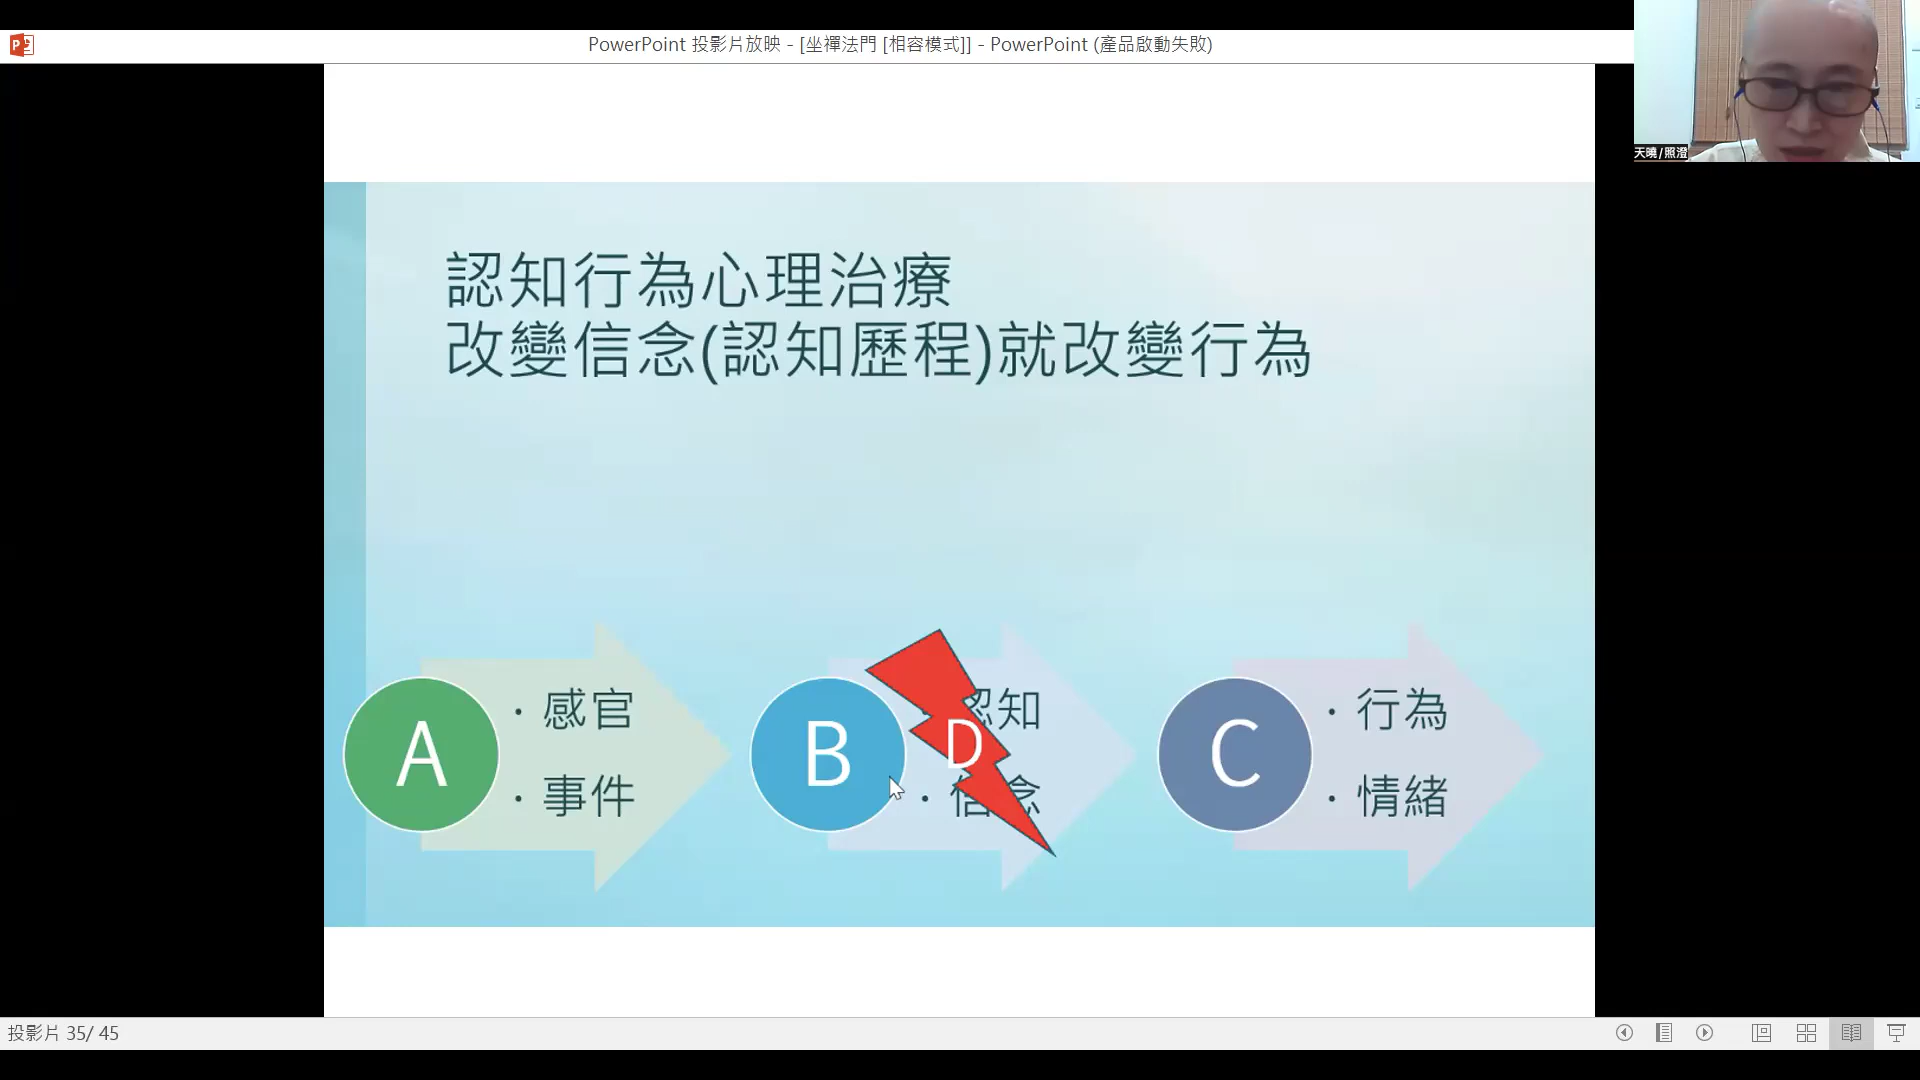 PowerPoint 投影片放映 - [坐禪法門 [相容模式]] - PowerPoint (產品啟動失敗)
天曉/照澄
認知行為心理治療
改變信念(認知歷程)就改變行為
A
• 感官
• 事件
B
• 認知
• 信念
D
C
• 行為
• 情緒
投影片 35/ 45